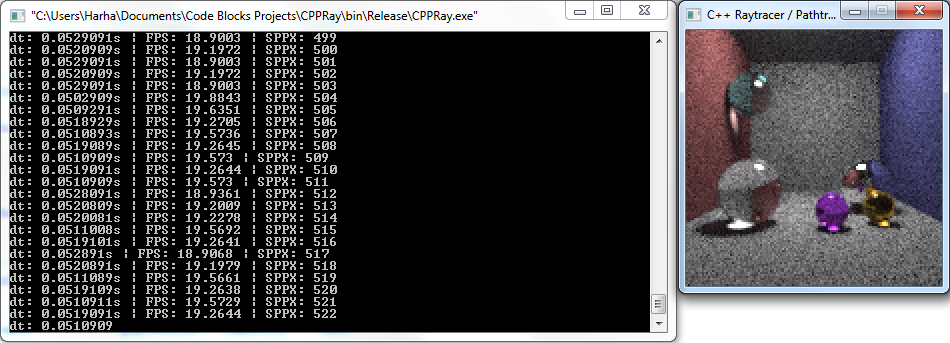 "C:\Users\Harha\Documents\Code Blocks Projects\CPPRay\bin\Release\CPPRay.exe"
dt: 0.0529091s | FPS: 18.9003 | SPPX: 499
dt: 0.0520909s | FPS: 19.1972 | SPPX: 500
dt: 0.0529091s | FPS: 18.9003 | SPPX: 501
dt: 0.0520909s | FPS: 19.1972 | SPPX: 502
dt: 0.0529091s | FPS: 18.9003 | SPPX: 503
dt: 0.0502909s | FPS: 19.8843 | SPPX: 504
dt: 0.0509291s | FPS: 19.6351 | SPPX: 505
dt: 0.0518929s | FPS: 19.2705 | SPPX: 506
dt: 0.0510893s | FPS: 19.5736 | SPPX: 507
dt: 0.0519089s | FPS: 19.2645 | SPPX: 508
dt: 0.0510909s | FPS: 19.573 | SPPX: 509
dt: 0.0519091s | FPS: 19.2644 | SPPX: 510
dt: 0.0510909s | FPS: 19.573 | SPPX: 511
dt: 0.0528091s | FPS: 18.9361 | SPPX: 512
dt: 0.0520809s | FPS: 19.2009 | SPPX: 513
dt: 0.0520081s | FPS: 19.2278 | SPPX: 514
dt: 0.0511008s | FPS: 19.5692 | SPPX: 515
dt: 0.0519101s | FPS: 19.2641 | SPPX: 516
dt: 0.052891s | FPS: 18.9068 | SPPX: 517
dt: 0.0520891s | FPS: 19.1979 | SPPX: 518
dt: 0.0511089s | FPS: 19.5661 | SPPX: 519
dt: 0.0519109s | FPS: 19.2638 | SPPX: 520
dt: 0.0510911s | FPS: 19.5729 | SPPX: 521
dt: 0.0519091s | FPS: 19.2644 | SPPX: 522
dt: 0.0510909
C++ Raytracer / Pathtr...